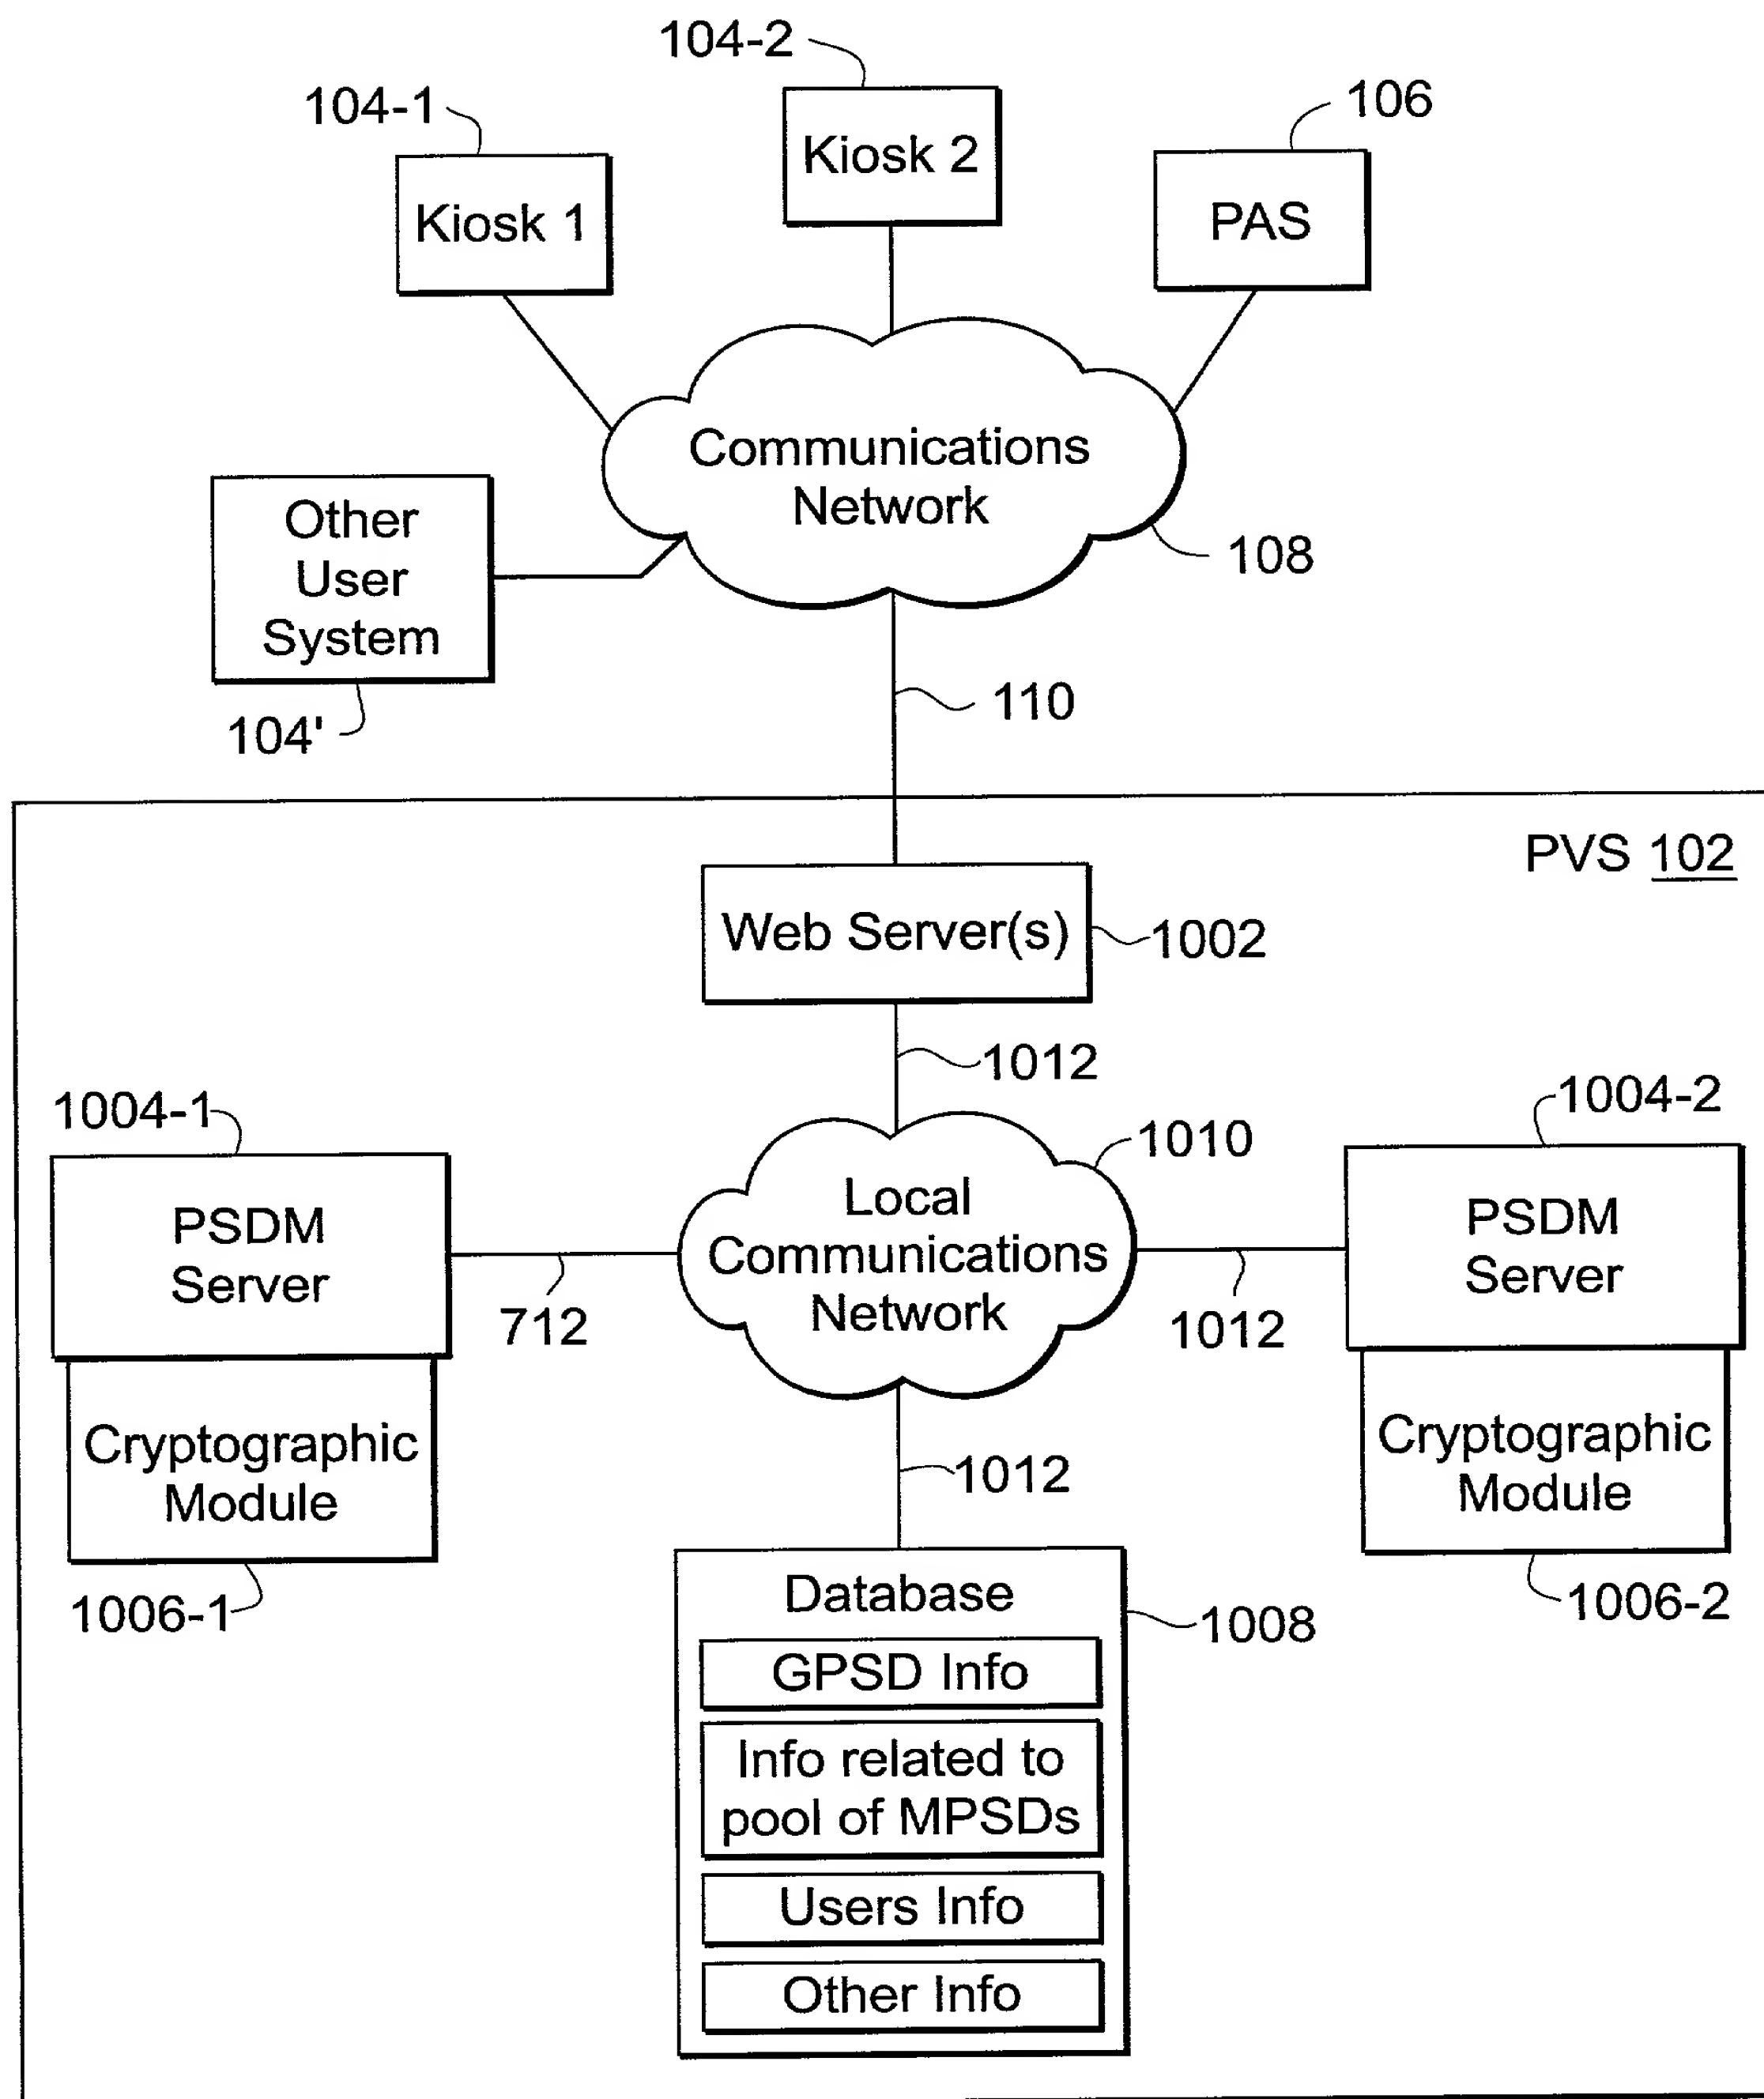 104-2
104-1
106
Kiosk 1
Kiosk 2
PAS
Communications
Network
108
Other
User
System
104'
110
PVS 102
Web Server(s)
1002
1012
1004-1
1004-2
1010
PSDM
Server
712
Local
Communications
Network
1012
PSDM
Server
Cryptographic
Module
1006-1
1012
Cryptographic
Module
1006-2
Database
1008
GPSD Info
Info related to
pool of MPSDs
Users Info
Other Info